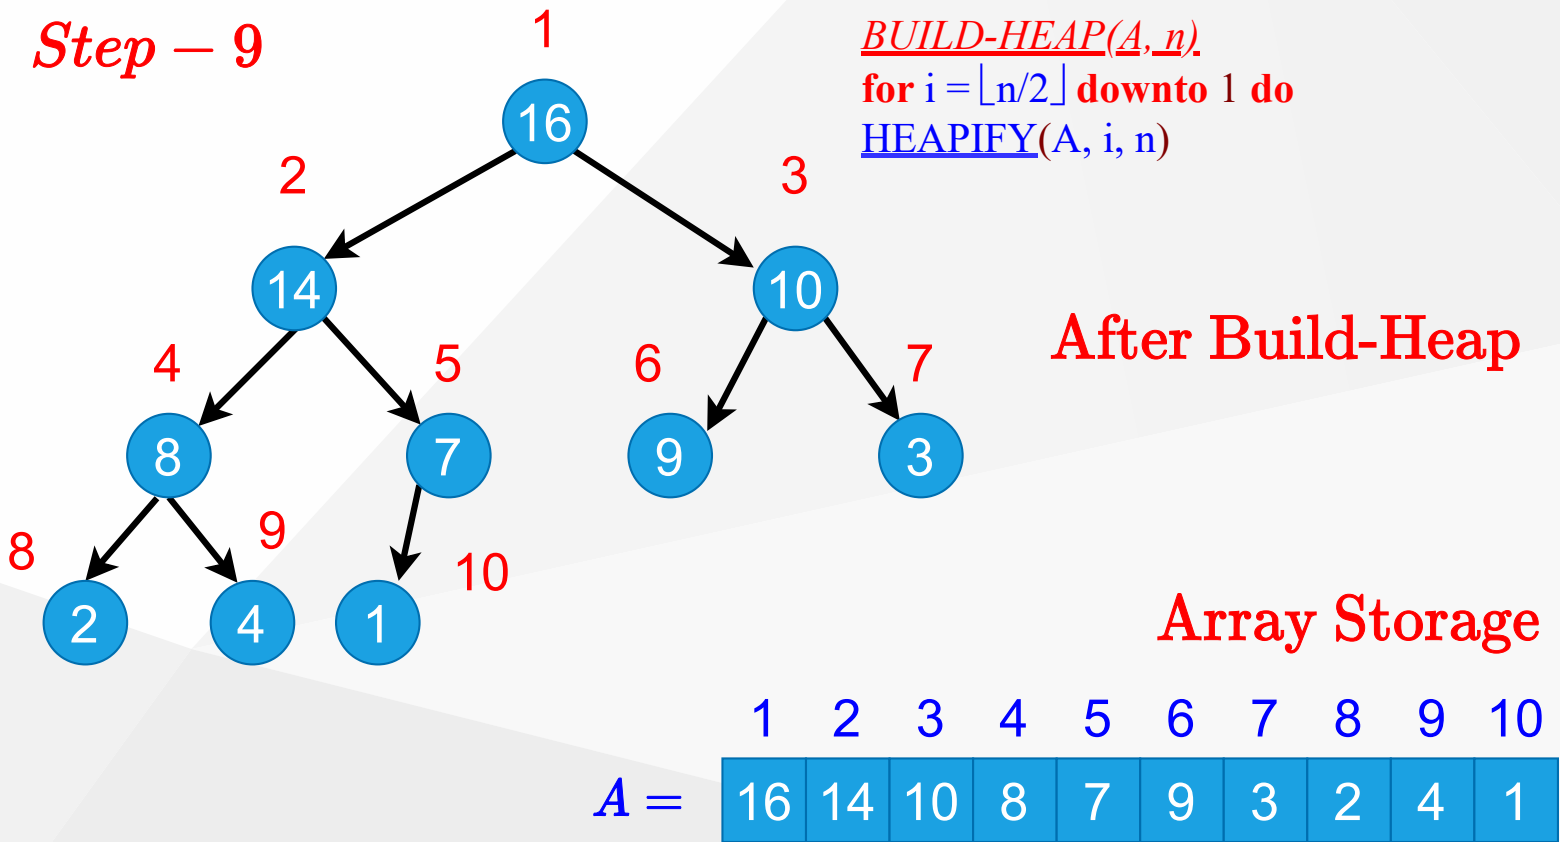 Step – 9
BUILD-HEAP(A, n)
for i = ⌊n/2⌋ downto 1 do
HEAPIFY(A, i, n)
1
16
2
3
14
10
After Build-Heap
4
5
6
7
8
7
9
3
8
9
10
2
4
1
Array Storage
1 2 3 4 5 6 7 8 9 10
A = 16 14 10 8 7 9 3 2 4 1